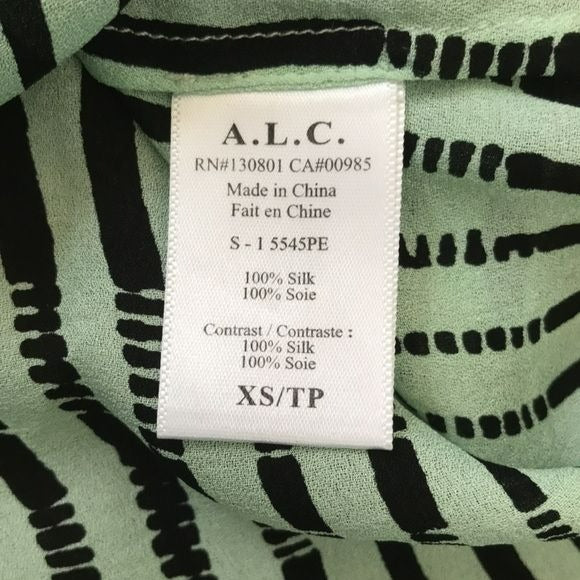 A.L.C.
RN#130801 CA#00985
Made in China
Fait en Chine
S - 1 5545PE
100% Silk
100% Soie
Contrast / Contraste :
100% Silk
100% Soie
XS/TP